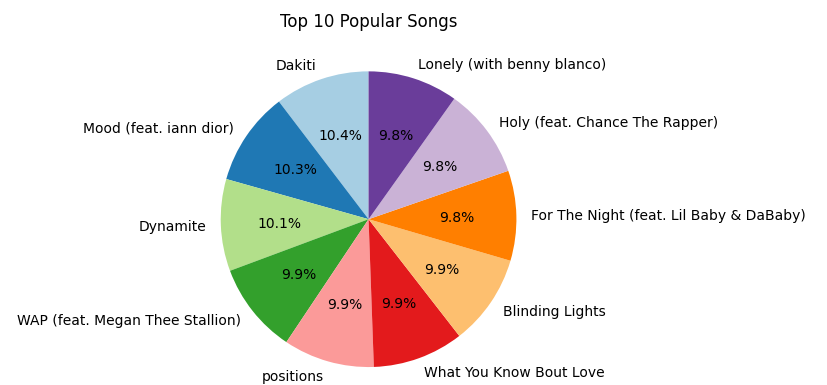 Top 10 Popular Songs
Dakiti
10.4%
Mood (feat. iann dior)
10.3%
Dynamite
10.1%
WAP (feat. Megan Thee Stallion)
9.9%
positions
9.9%
What You Know Bout Love
9.9%
Blinding Lights
9.9%
For The Night (feat. Lil Baby & DaBaby)
9.8%
Holy (feat. Chance The Rapper)
9.8%
Lonely (with benny blanco)
9.8%